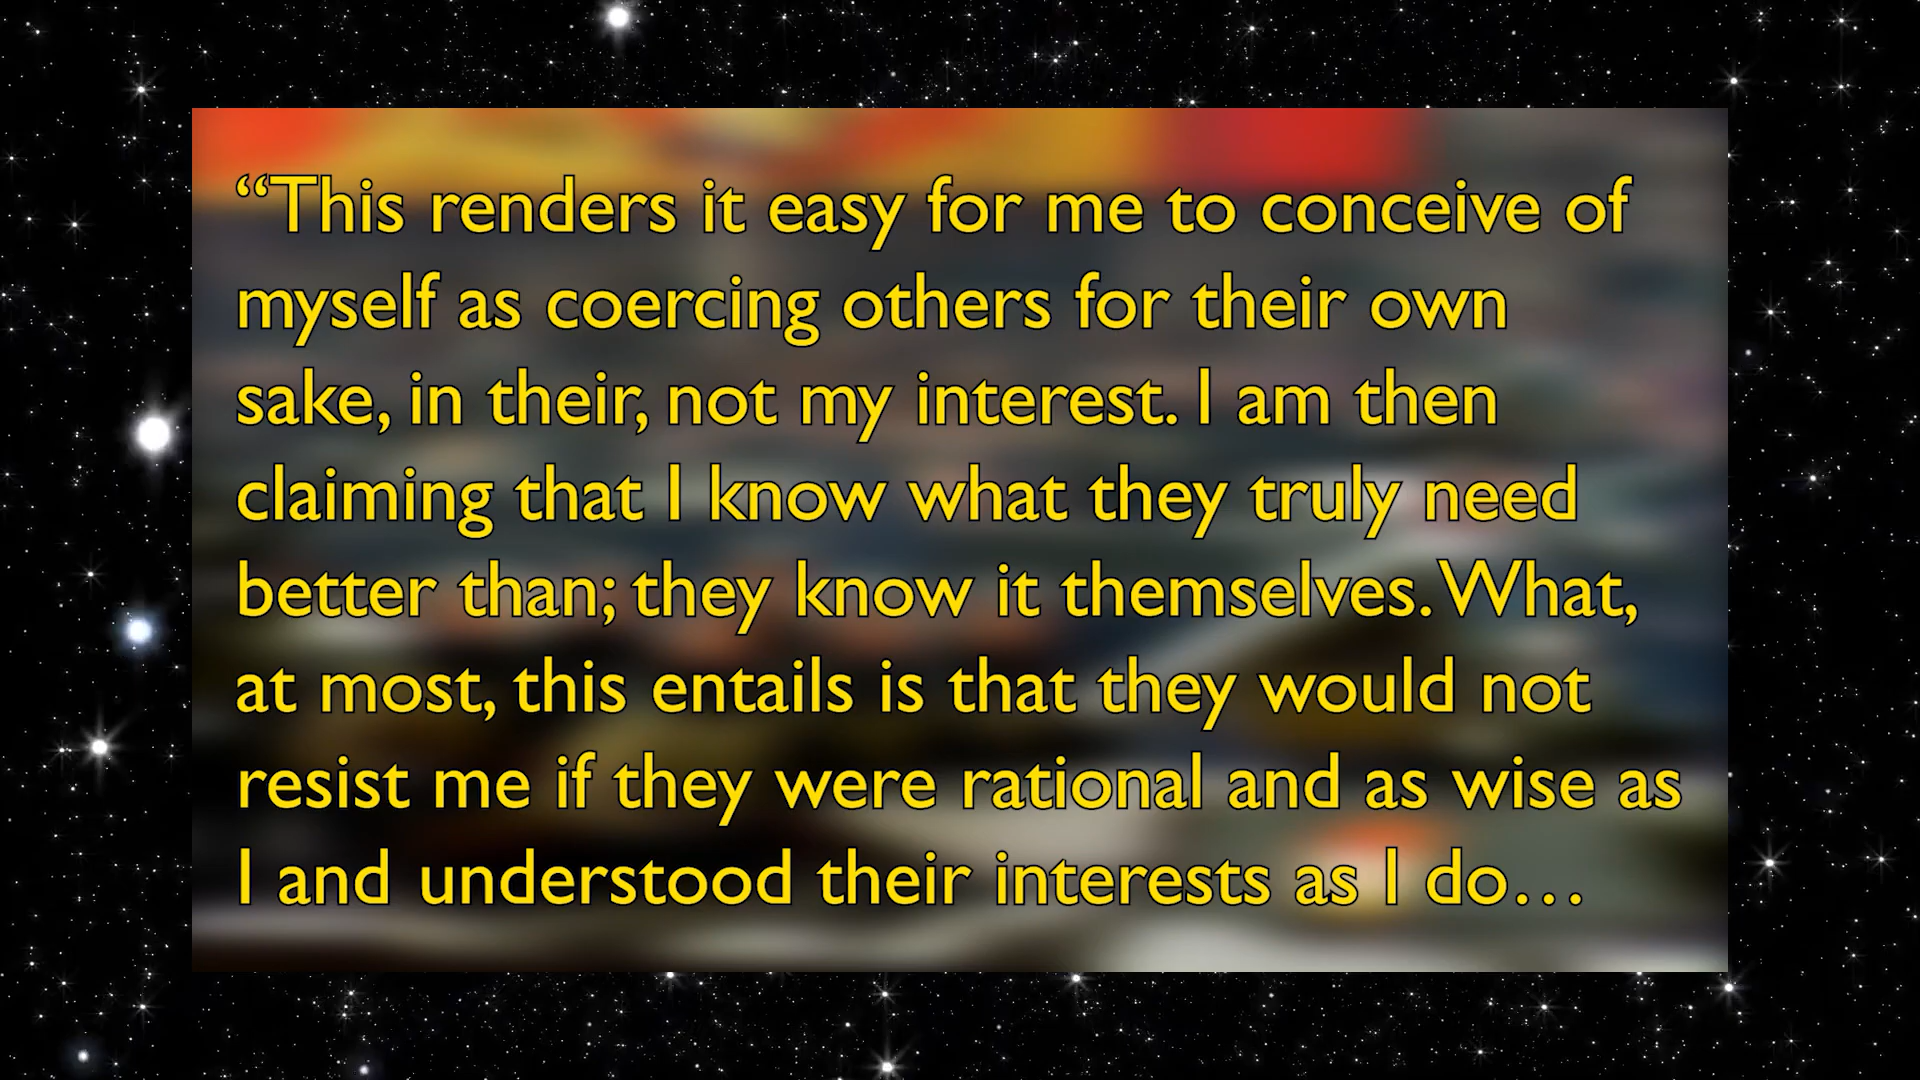 “This renders it easy for me to conceive of
myself as coercing others for their own
sake, in their, not my interest. I am then
claiming that I know what they truly need
better than; they know it themselves. What,
at most, this entails is that they would not
resist me if they were rational and as wise as
I and understood their interests as I do…